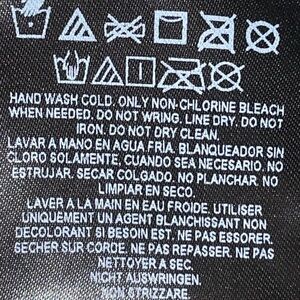 HAND WASH COLD. ONLY NON-CHLORINE BLEACH
WHEN NEEDED. DO NOT WRING. LINE DRY. DO NOT
IRON. DO NOT DRY CLEAN.
LAVAR A MANO EN AGUA FRÍA. BLANQUEADOR SIN
CLORO SOLAMENTE, CUANDO SEA NECESARIO. NO
ESTRUJAR. SECAR COLGADO. NO PLANCHAR. NO
LIMPIAR EN SECO.
LAVER A LA MAIN EN EAU FROIDE. UTILISER
UNIQUEMENT UN AGENT BLANCHISSANT NON
DECOLORANT SI BESOIN EST. NE PAS ESSORER.
SECHER SUR CORDE. NE PAS REPASSER. NE PAS
NETTOYER A SEC.
NICHT AUSWRINGEN.
NON STRIZZARE.